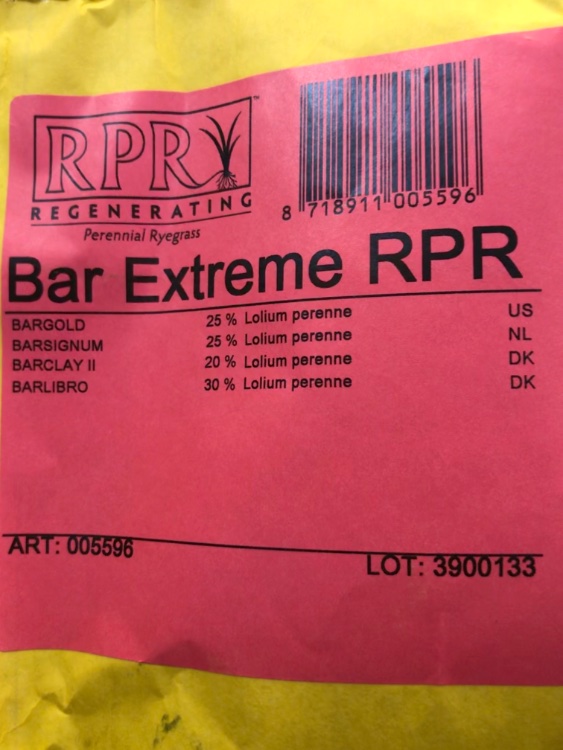 RPR™
REGENERATING
Perennial Ryegrass
8 718911 005596
Bar Extreme RPR
BARGOLD 25 % Lolium perenne US
BARSIGNUM 25 % Lolium perenne NL
BARCLAY II 20 % Lolium perenne DK
BARLIBRO 30 % Lolium perenne DK
ART: 005596
LOT: 3900133